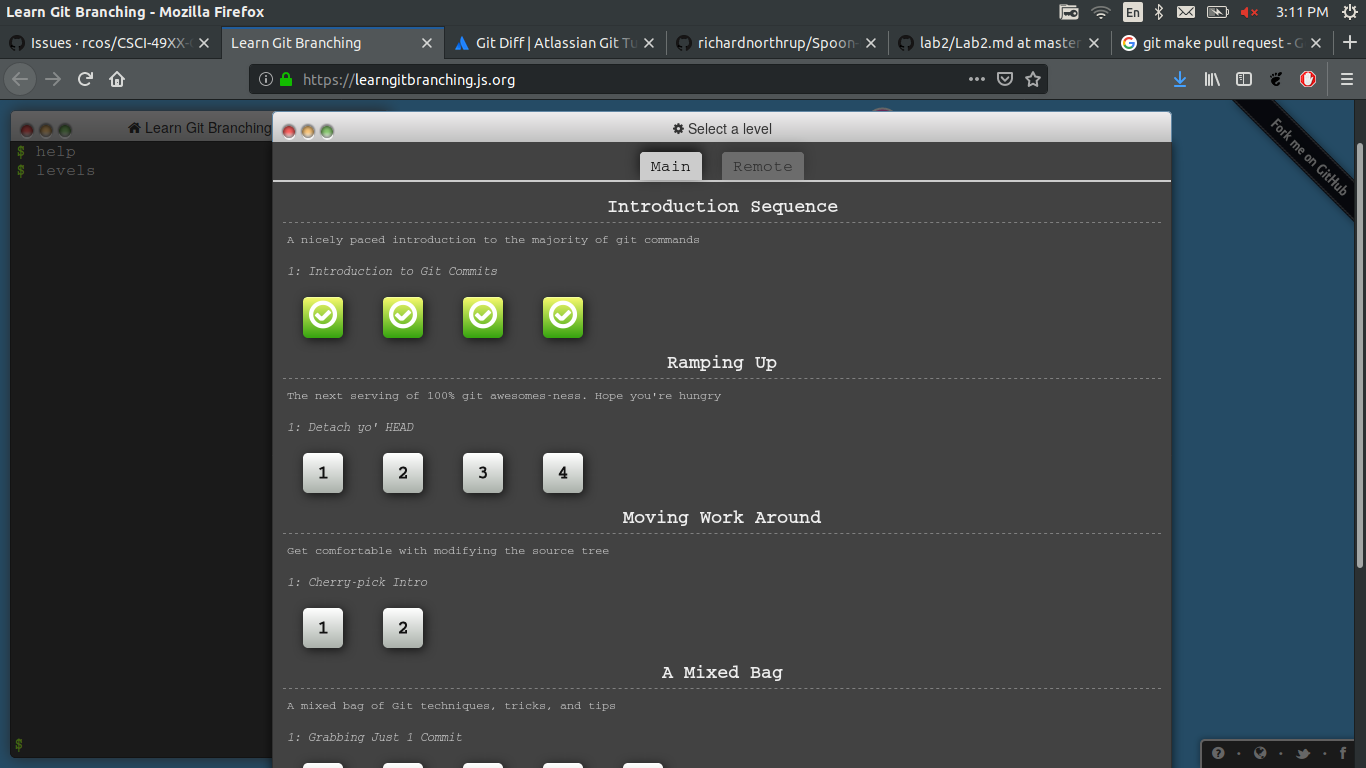 Learn Git Branching - Mozilla Firefox
En
3:11 PM
Issues · rcos/CSCI-49XX-
Learn Git Branching
Git Diff | Atlassian Git Tu
richardnorthrup/Spoon-
lab2/Lab2.md at master
git make pull request - G
https://learngitbranching.js.org
Learn Git Branching
$ help
$ levels
$
Select a level
Main
Remote
Fork me on GitHub
Introduction Sequence
A nicely paced introduction to the majority of git commands
1: Introduction to Git Commits
Ramping Up
The next serving of 100% git awesomes-ness. Hope you're hungry
1: Detach yo' HEAD
1 2 3 4
Moving Work Around
Get comfortable with modifying the source tree
1: Cherry-pick Intro
1 2
A Mixed Bag
A mixed bag of Git techniques, tricks, and tips
1: Grabbing Just 1 Commit